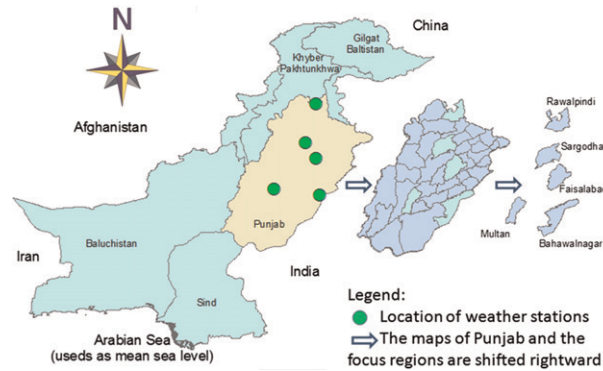 N
China
Gilgat
Baltistan
Khyber
Pakhtunkhwa
Afghanistan
Rawalpindi
Sargodha
Faisalabad
Punjab
Multan
Bahawalnagar
Iran
Baluchistan
India
Sind
Arabian Sea
(useds as mean sea level)
Legend:
Location of weather stations
The maps of Punjab and the
focus regions are shifted rightward